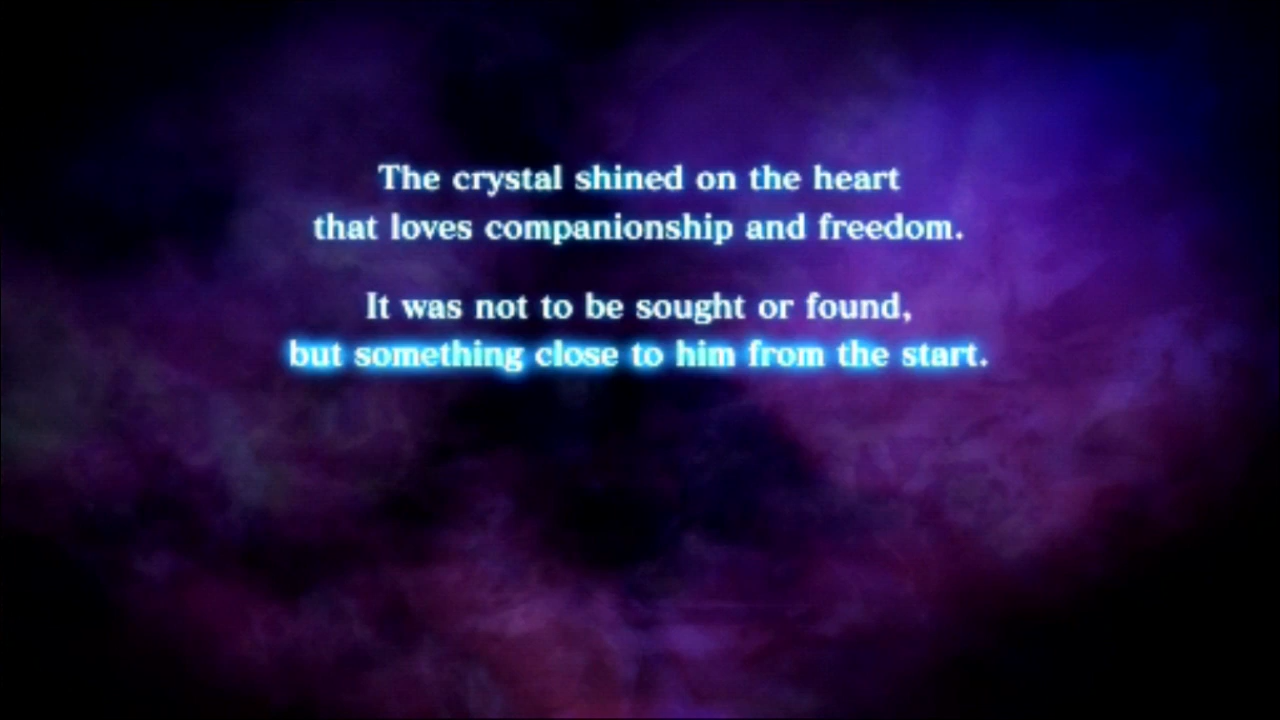 The crystal shined on the heart
that loves companionship and freedom.
It was not to be sought or found,
but something close to him from the start.